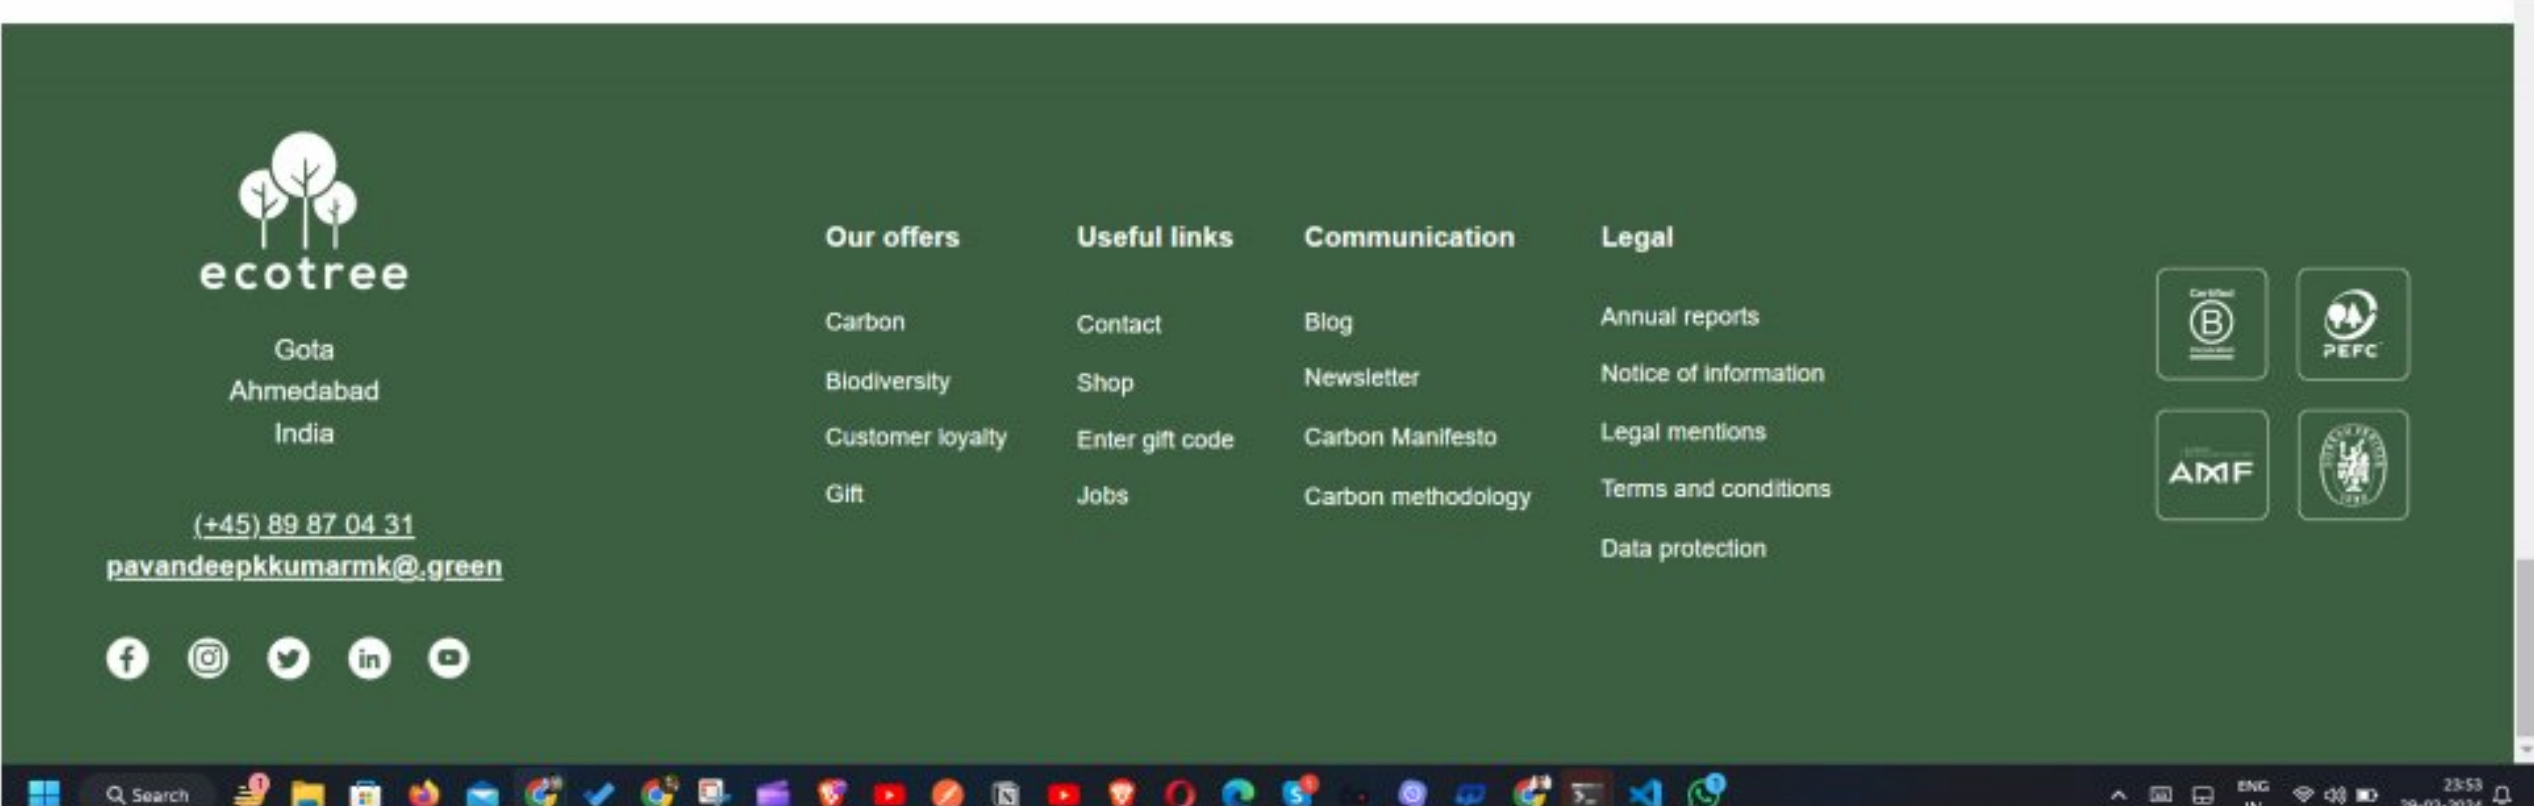 ecotree
Gota
Ahmedabad
India
(+45) 89 87 04 31
pavandeepkkumarmk@.green
Our offers
Carbon
Biodiversity
Customer loyalty
Gift
Useful links
Contact
Shop
Enter gift code
Jobs
Communication
Blog
Newsletter
Carbon Manifesto
Carbon methodology
Legal
Annual reports
Notice of information
Legal mentions
Terms and conditions
Data protection
Certified
B
PEFC
AMF
Search
ENG
IN
23:53